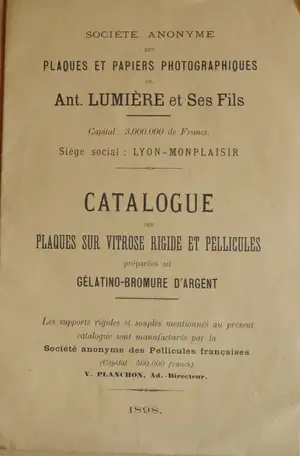 SOCIÉTÉ ANONYME
DES
PLAQUES ET PAPIERS PHOTOGRAPHIQUES
DE
Ant. LUMIÈRE et Ses Fils
Capital : 3.000.000 de Francs.
Siége social : LYON-MONPLAISIR
CATALOGUE
DES
PLAQUES SUR VITROSE RIGIDE ET PELLICULES
préparées au
GÉLATINO-BROMURE D'ARGENT
Les supports rigides et souples mentionnés au présent
catalogue sont manufacturés par la
Société anonyme des Pellicules françaises
(Capital 500.000 francs)
V. PLANCHON, Ad.-Directeur.
1898.